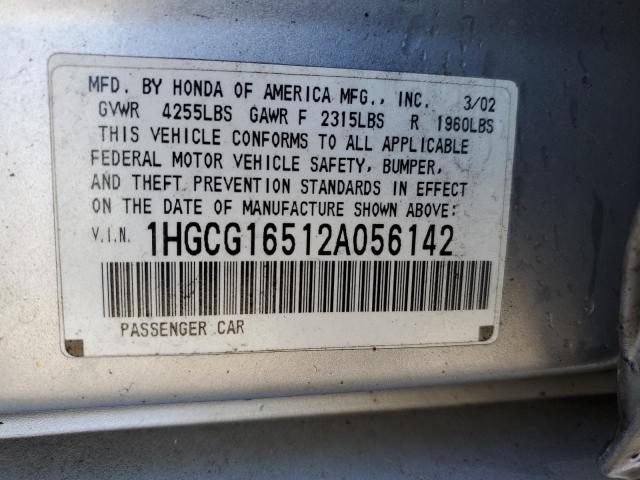 MFD. BY HONDA OF AMERICA MFG., INC. 3/02
GVWR 4255LBS GAWR F 2315LBS R 1960LBS
THIS VEHICLE CONFORMS TO ALL APPLICABLE
FEDERAL MOTOR VEHICLE SAFETY, BUMPER,
AND THEFT PREVENTION STANDARDS IN EFFECT
ON THE DATE OF MANUFACTURE SHOWN ABOVE:
V.I.N. 1HGCG16512A056142
PASSENGER CAR